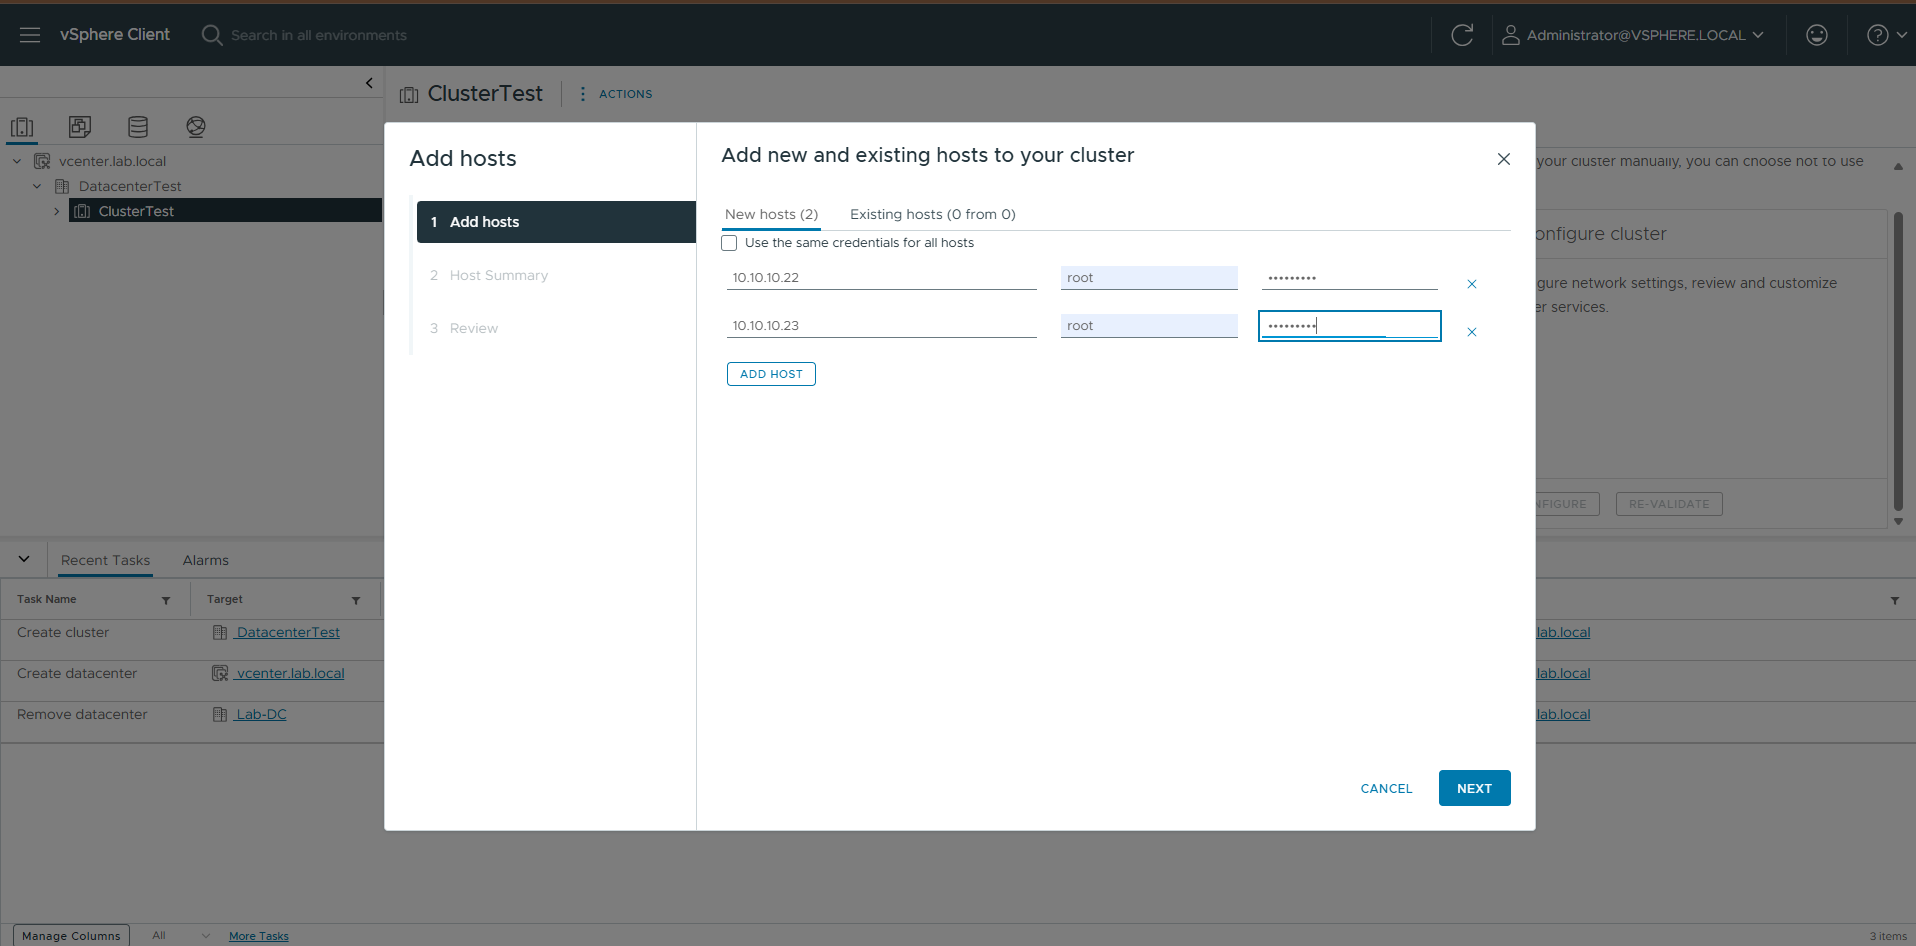 vSphere Client
Search in all environments
Administrator@VSPHERE.LOCAL
ClusterTest
ACTIONS
vcenter.lab.local
DatacenterTest
ClusterTest
your cluster manually, you can choose not to use
onfigure cluster
gure network settings, review and customize
er services.
NFIGURE
RE-VALIDATE
Add hosts
1 Add hosts
2 Host Summary
3 Review
Add new and existing hosts to your cluster
New hosts (2)
Existing hosts (0 from 0)
Use the same credentials for all hosts
10.10.10.22
root
•••••••••
10.10.10.23
root
•••••••••
ADD HOST
CANCEL
NEXT
Recent Tasks
Alarms
Task Name
Target
Create cluster
DatacenterTest
lab.local
Create datacenter
vcenter.lab.local
lab.local
Remove datacenter
Lab-DC
lab.local
Manage Columns
All
More Tasks
3 items